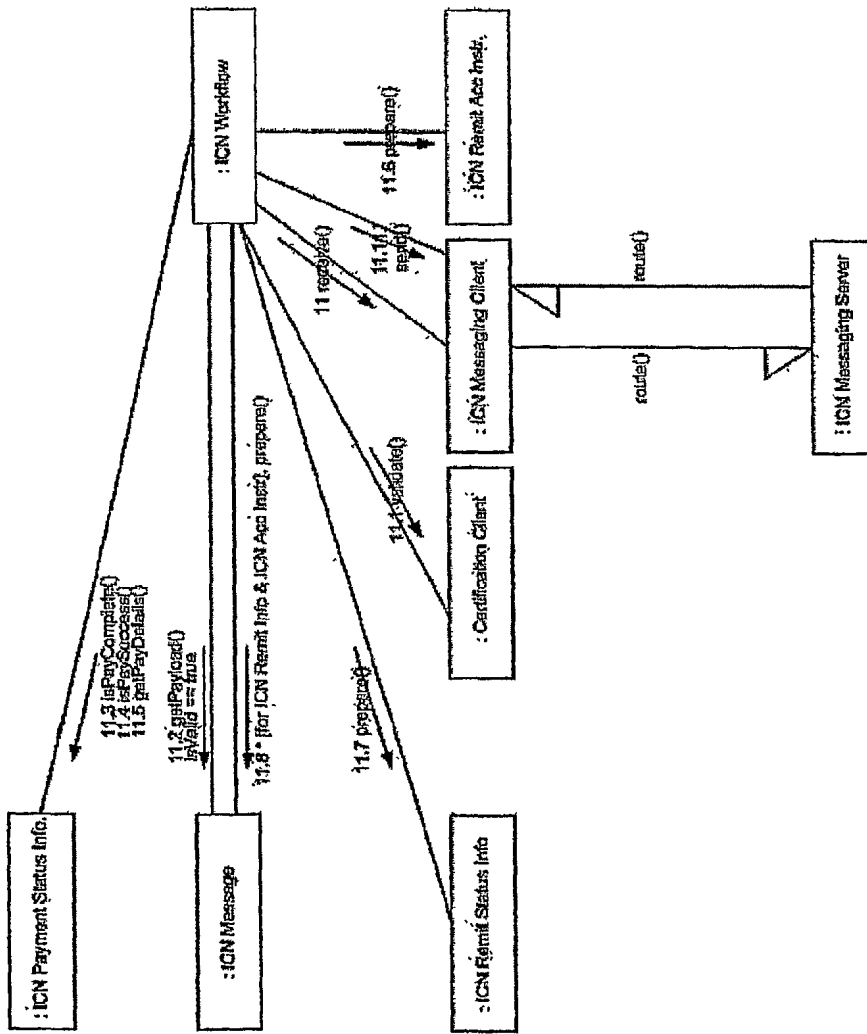 : ICN Payment Status Info.
11.3 isPayComplete()
11.4 isPaySuccess()
11.5 getPayDetails()
: ICN Workflow
: ICN Message
11.2 getPayload()
isValid == true
11.8 * [for ICN Remit Info & ICN Acc Instr], prepare()
11.7 prepare()
11.1 validate()
11 receive()
send()
11.6 prepare()
: ICN Remit Status Info
: Certification Client
: ICN Messaging Client
: ICN Remit Acc Instr.
route()
route()
: ICN Messaging Server